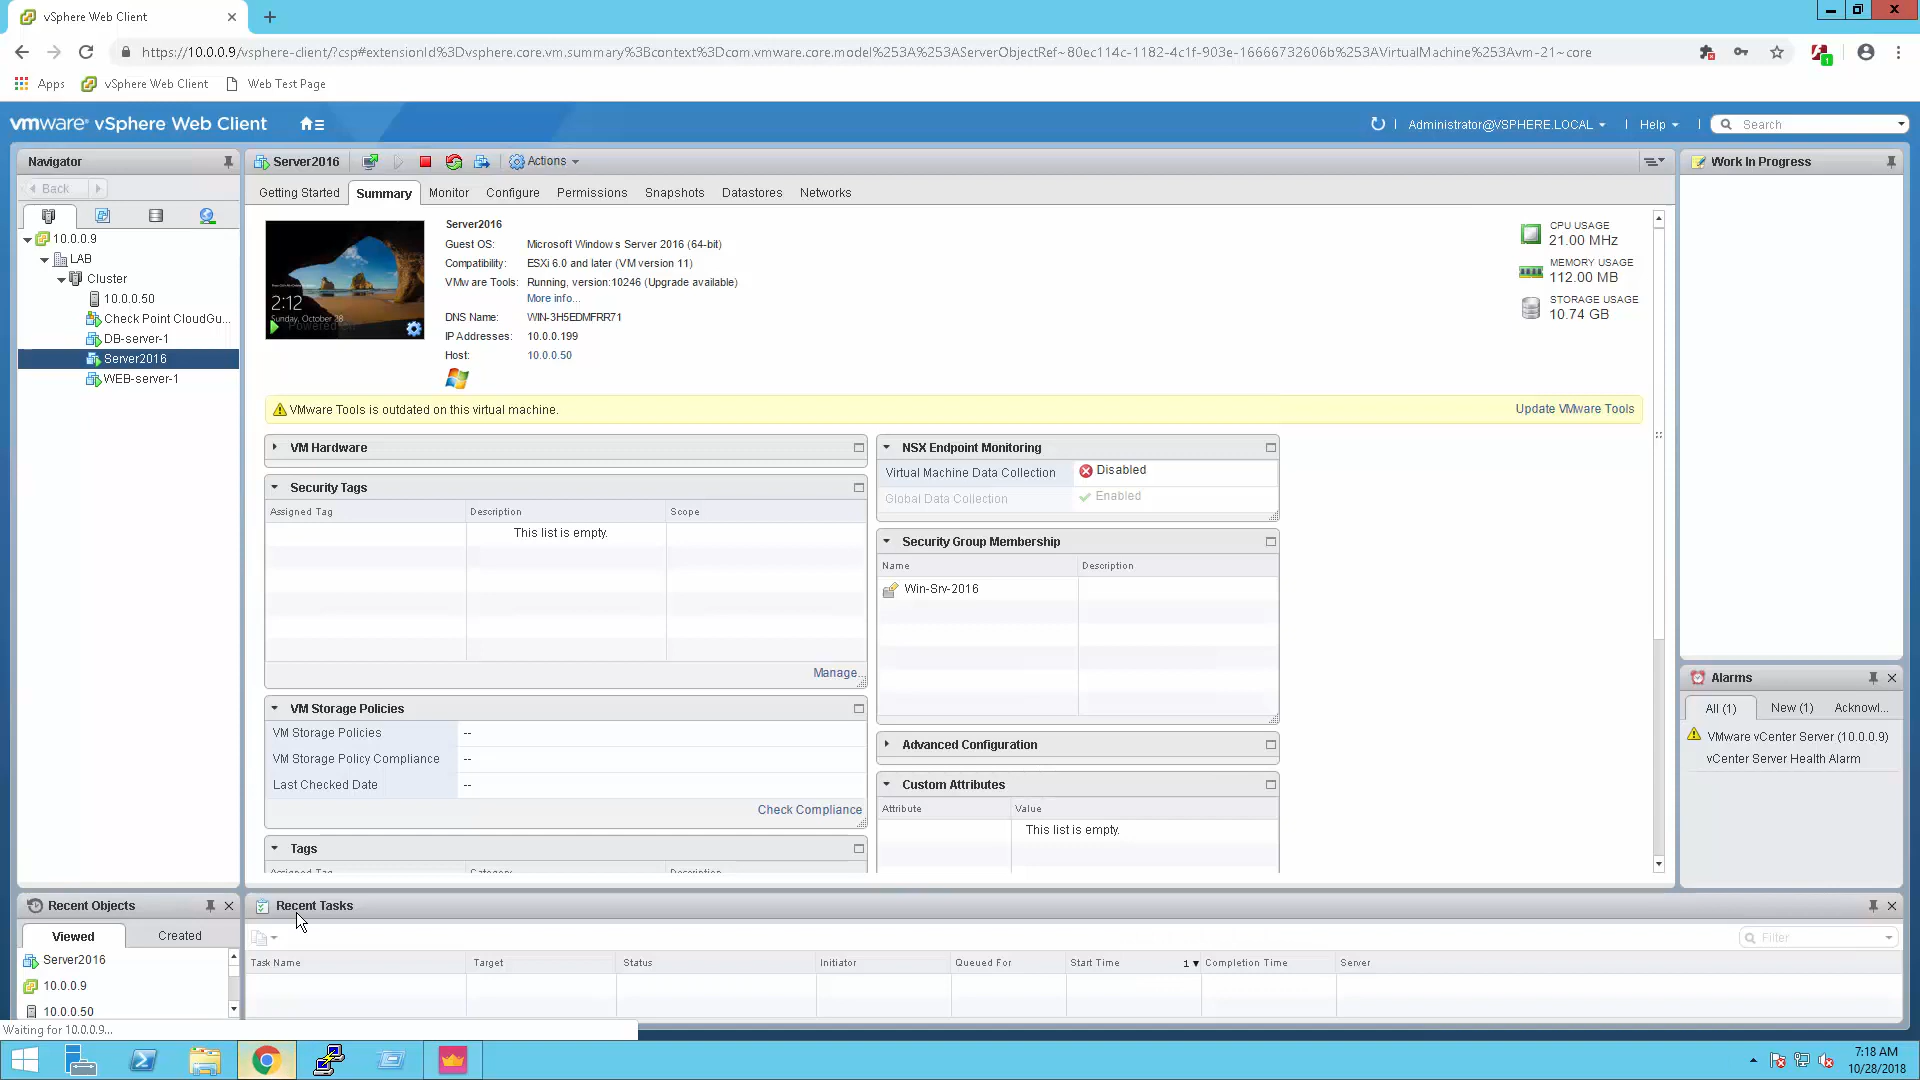 vSphere Web Client
https://10.0.0.9/vsphere-client/?csp#extensionId%3Dvsphere.core.vm.summary%3Bcontext%3Dcom.vmware.core.model%253A%253AServerObjectRef~80ec114c-1182-4c1f-903e-16666732606b%253AVirtualMachine%253Avm-21~core
1
Apps
vSphere Web Client
Web Test Page
vmware® vSphere Web Client
Administrator@VSPHERE.LOCAL
Help
Search
Navigator
Back
10.0.0.9
LAB
Cluster
10.0.0.50
Check Point CloudGu...
DB-server-1
Server2016
WEB-server-1
Server2016
Actions
Getting Started
Summary
Monitor
Configure
Permissions
Snapshots
Datastores
Networks
2:12
Sunday, October 28
Powered
Server2016
Guest OS: Microsoft Windows Server 2016 (64-bit)
Compatibility: ESXi 6.0 and later (VM version 11)
VMware Tools: Running, version:10246 (Upgrade available)
More info...
DNS Name: WIN-3H5EDMFRR71
IP Addresses: 10.0.0.199
Host: 10.0.0.50
CPU USAGE
21.00 MHz
MEMORY USAGE
112.00 MB
STORAGE USAGE
10.74 GB
VMware Tools is outdated on this virtual machine.
Update VMware Tools
VM Hardware
Security Tags
Assigned Tag Description Scope
This list is empty.
Manage...
VM Storage Policies
VM Storage Policies --
VM Storage Policy Compliance --
Last Checked Date --
Check Compliance
Tags
Assigned Tag Category Description
NSX Endpoint Monitoring
Virtual Machine Data Collection Disabled
Global Data Collection Enabled
Security Group Membership
Name Description
Win-Srv-2016
Advanced Configuration
Custom Attributes
Attribute Value
This list is empty.
Work In Progress
Alarms
All (1)
New (1)
Acknowl...
VMware vCenter Server (10.0.0.9)
vCenter Server Health Alarm
Recent Objects
Viewed
Created
Server2016
10.0.0.9
10.0.0.50
Recent Tasks
Filter
Task Name Target Status Initiator Queued For Start Time 1 Completion Time Server
Waiting for 10.0.0.9...
7:18 AM
10/28/2018